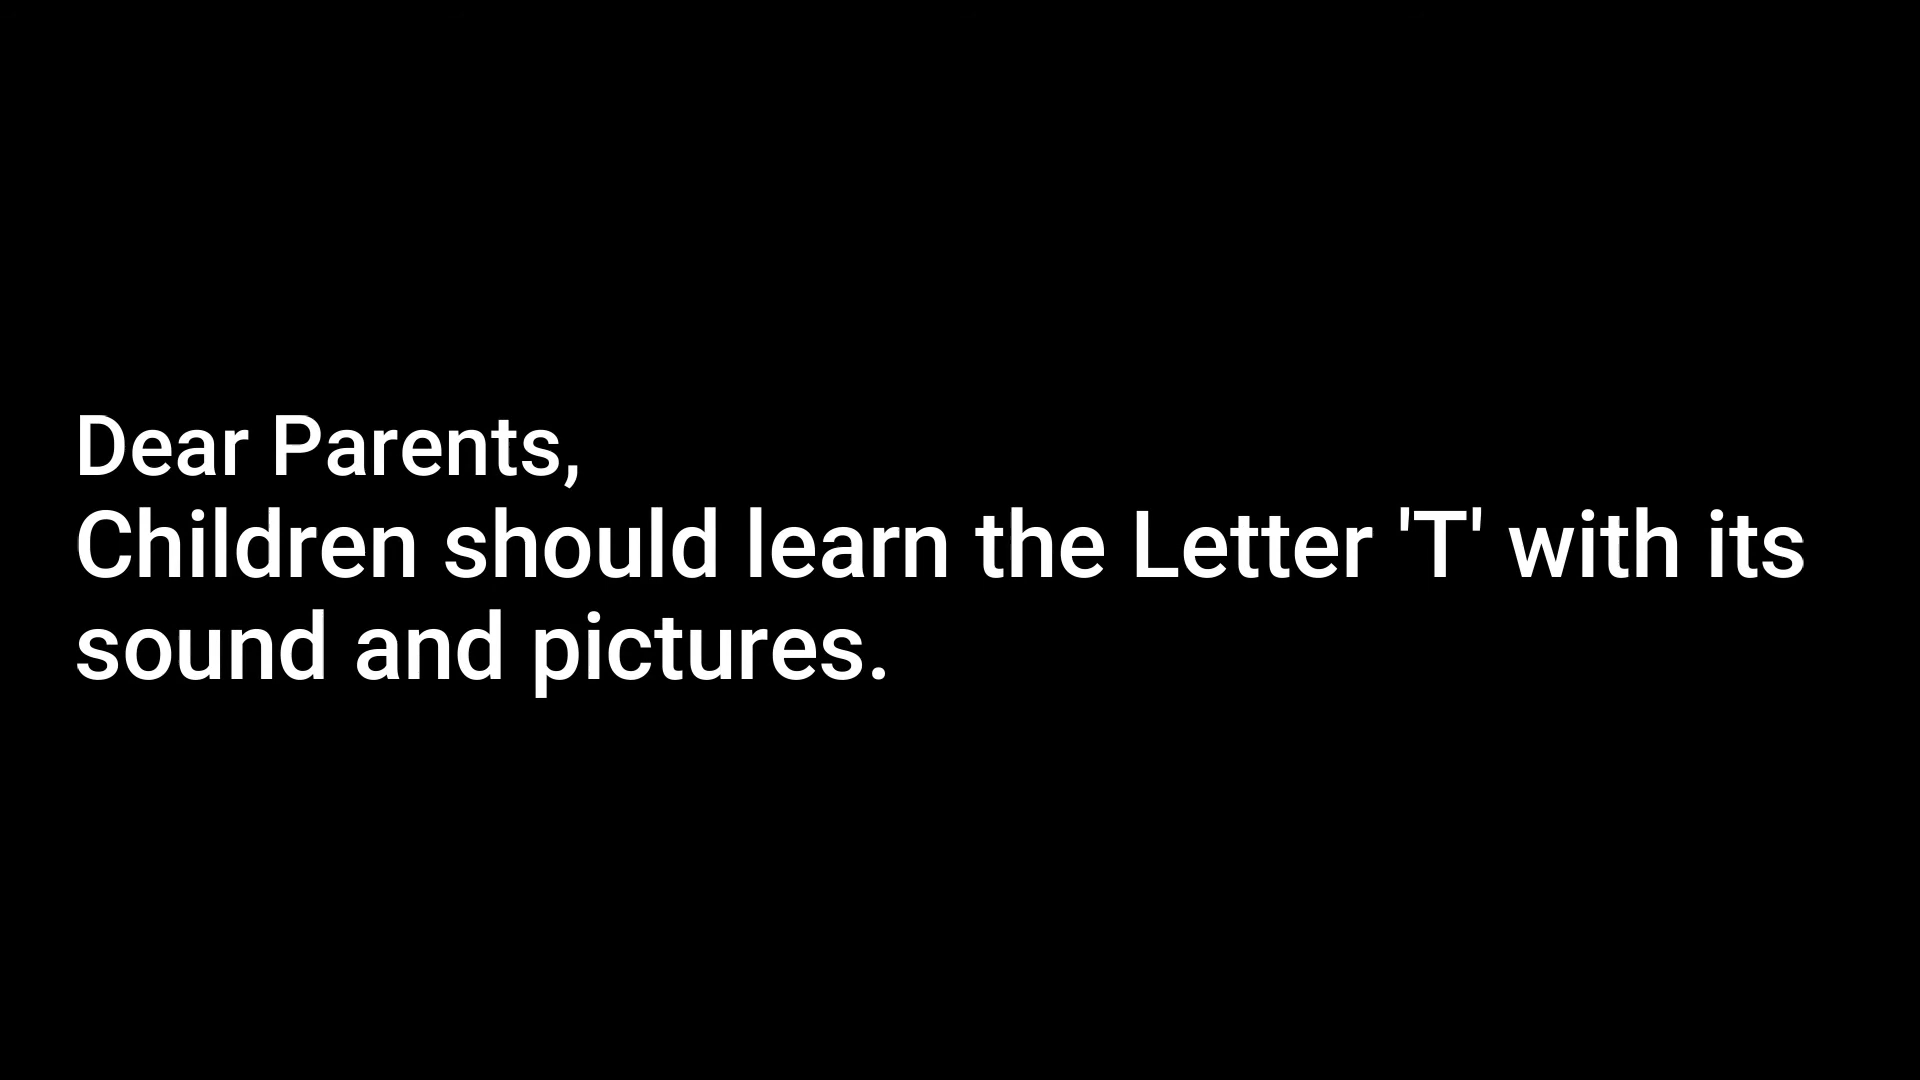 Dear Parents,
Children should learn the Letter 'T' with its
sound and pictures.